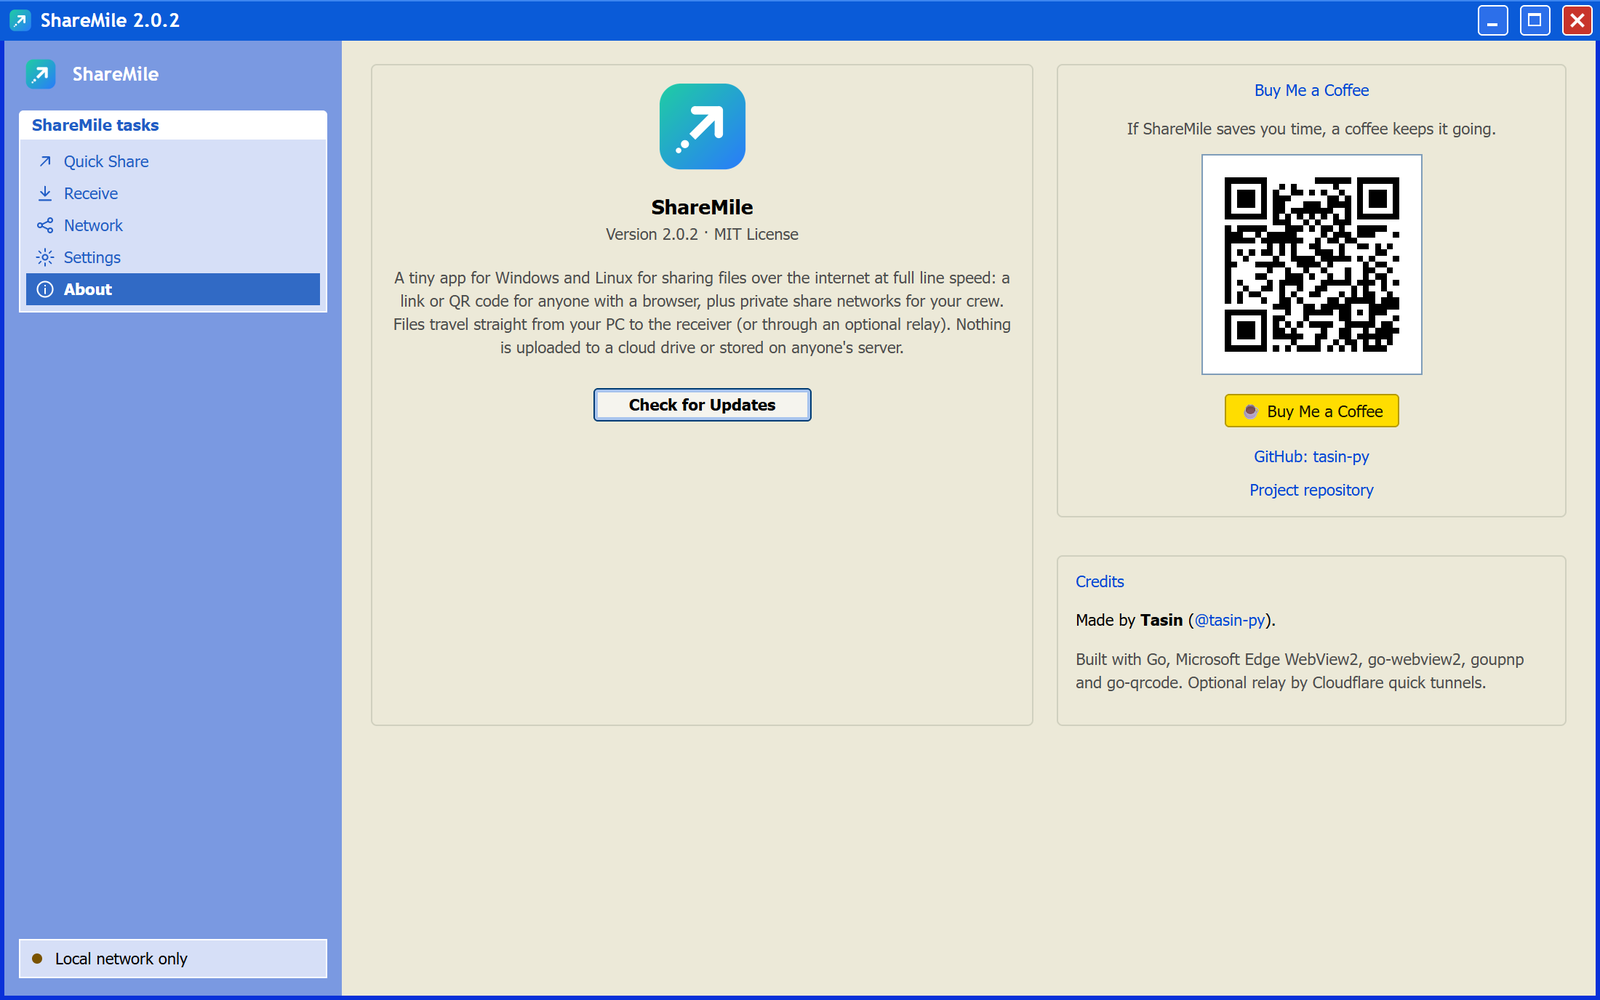 ShareMile 2.0.2
ShareMile
ShareMile tasks
Quick Share
Receive
Network
Settings
About
Local network only
ShareMile
Version 2.0.2 · MIT License
A tiny app for Windows and Linux for sharing files over the internet at full line speed: a
link or QR code for anyone with a browser, plus private share networks for your crew.
Files travel straight from your PC to the receiver (or through an optional relay). Nothing
is uploaded to a cloud drive or stored on anyone's server.
Check for Updates
Buy Me a Coffee
If ShareMile saves you time, a coffee keeps it going.
Buy Me a Coffee
GitHub: tasin-py
Project repository
Credits
Made by Tasin (@tasin-py).
Built with Go, Microsoft Edge WebView2, go-webview2, goupnp
and go-qrcode. Optional relay by Cloudflare quick tunnels.